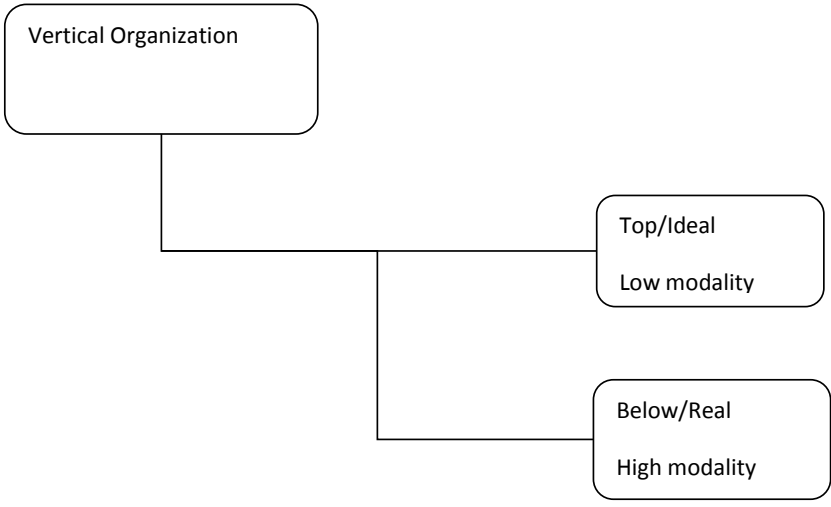 Vertical Organization
Top/Ideal
Low modality
Below/Real
High modality